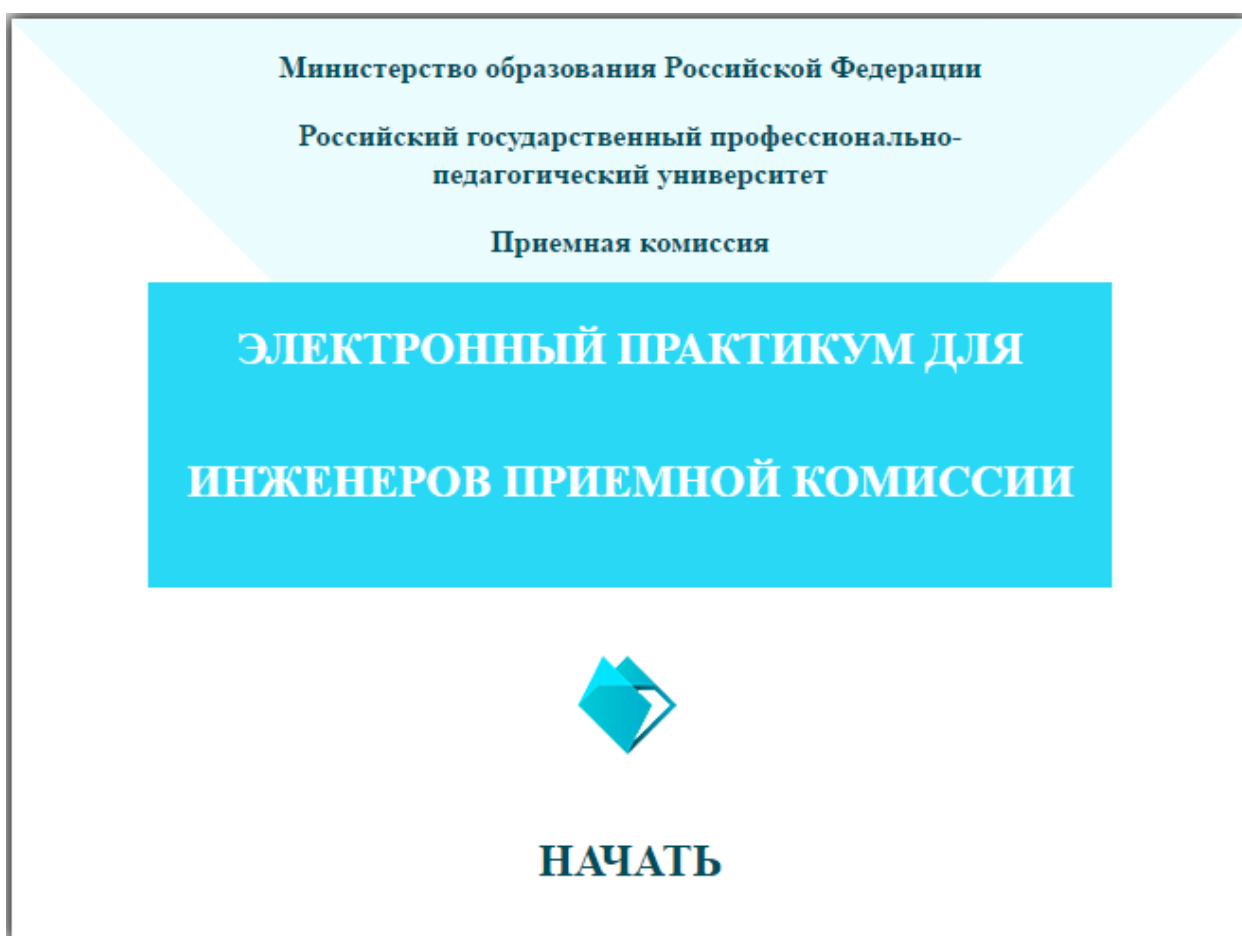 Министерство образования Российской Федерации
Российский государственный профессионально-
педагогический университет
Приемная комиссия
ЭЛЕКТРОННЫЙ ПРАКТИКУМ ДЛЯ
ИНЖЕНЕРОВ ПРИЕМНОЙ КОМИССИИ
НАЧАТЬ